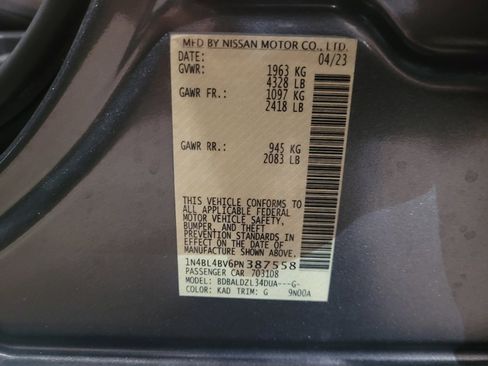 MFD BY NISSAN MOTOR CO., LTD.
DATE: 04/23
GVWR: 1963 KG
4328 LB
GAWR FR.: 1097 KG
2418 LB
GAWR RR.: 945 KG
2083 LB
THIS VEHICLE CONFORMS TO
ALL APPLICABLE FEDERAL
MOTOR VEHICLE SAFETY,
BUMPER, AND THEFT
PREVENTION STANDARDS IN
EFFECT ON THE DATE OF
MANUFACTURE SHOWN ABOVE.
1N4BL4BV6PN387558
PASSENGER CAR 703108
MODEL: BDBALDZL34DUA---G-
COLOR: KAD TRIM: G 9N00A